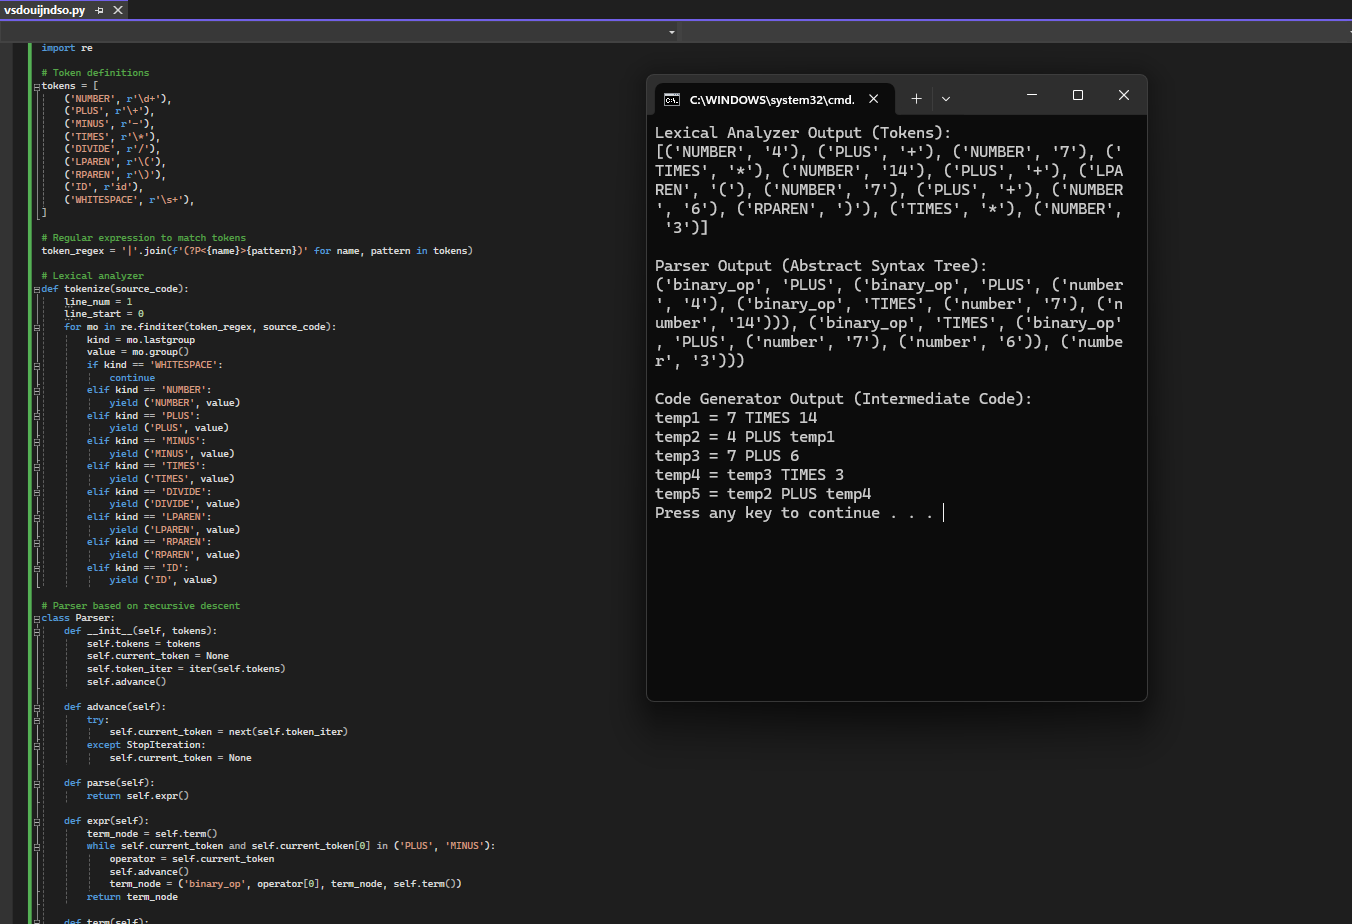 vsdouijndso.py
import re
# Token definitions
tokens = [
('NUMBER', r'\d+'),
('PLUS', r'\+'),
('MINUS', r'-'),
('TIMES', r'\*'),
('DIVIDE', r'/'),
('LPAREN', r'\('),
('RPAREN', r'\)'),
('ID', r'id'),
('WHITESPACE', r'\s+'),
]
# Regular expression to match tokens
token_regex = '|'.join(f'(?P<{name}>{pattern})' for name, pattern in tokens)
# Lexical analyzer
def tokenize(source_code):
line_num = 1
line_start = 0
for mo in re.finditer(token_regex, source_code):
kind = mo.lastgroup
value = mo.group()
if kind == 'WHITESPACE':
continue
elif kind == 'NUMBER':
yield ('NUMBER', value)
elif kind == 'PLUS':
yield ('PLUS', value)
elif kind == 'MINUS':
yield ('MINUS', value)
elif kind == 'TIMES':
yield ('TIMES', value)
elif kind == 'DIVIDE':
yield ('DIVIDE', value)
elif kind == 'LPAREN':
yield ('LPAREN', value)
elif kind == 'RPAREN':
yield ('RPAREN', value)
elif kind == 'ID':
yield ('ID', value)
# Parser based on recursive descent
class Parser:
def __init__(self, tokens):
self.tokens = tokens
self.current_token = None
self.token_iter = iter(self.tokens)
self.advance()
def advance(self):
try:
self.current_token = next(self.token_iter)
except StopIteration:
self.current_token = None
def parse(self):
return self.expr()
def expr(self):
term_node = self.term()
while self.current_token and self.current_token[0] in ('PLUS', 'MINUS'):
operator = self.current_token
self.advance()
term_node = ('binary_op', operator[0], term_node, self.term())
return term_node
def term(self):
C:\WINDOWS\system32\cmd.
Lexical Analyzer Output (Tokens):
[('NUMBER', '4'), ('PLUS', '+'), ('NUMBER', '7'), ('
TIMES', '*'), ('NUMBER', '14'), ('PLUS', '+'), ('LPA
REN', '('), ('NUMBER', '7'), ('PLUS', '+'), ('NUMBER
', '6'), ('RPAREN', ')'), ('TIMES', '*'), ('NUMBER',
'3')]
Parser Output (Abstract Syntax Tree):
('binary_op', 'PLUS', ('binary_op', 'PLUS', ('number
', '4'), ('binary_op', 'TIMES', ('number', '7'), ('n
umber', '14'))), ('binary_op', 'TIMES', ('binary_op'
, 'PLUS', ('number', '7'), ('number', '6')), ('numbe
r', '3')))
Code Generator Output (Intermediate Code):
temp1 = 7 TIMES 14
temp2 = 4 PLUS temp1
temp3 = 7 PLUS 6
temp4 = temp3 TIMES 3
temp5 = temp2 PLUS temp4
Press any key to continue . . .